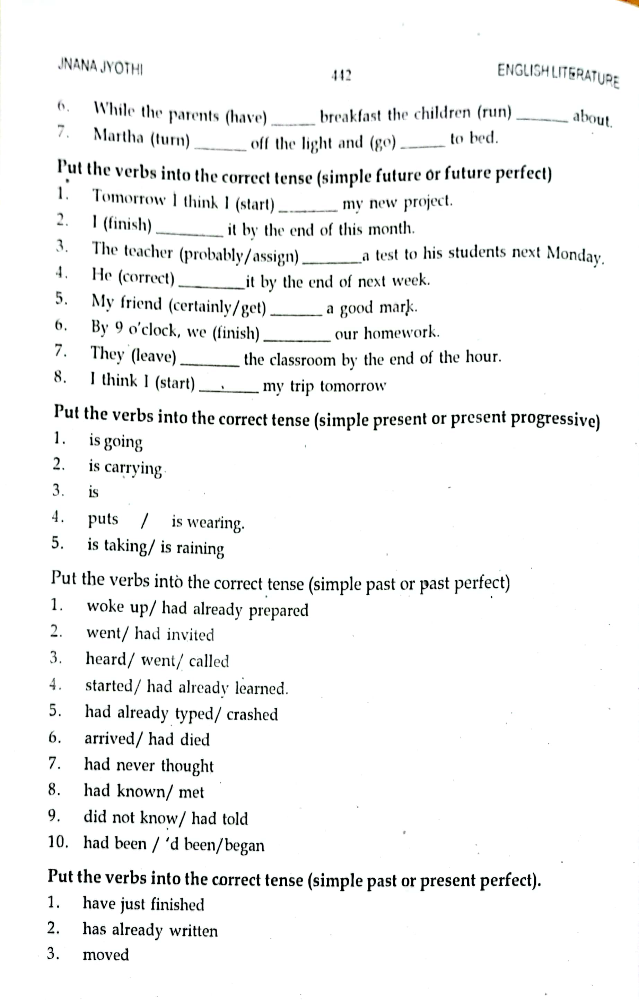 JNANA JYOTHI 442 ENGLISH LITERATURE
6. While the parents (have) _____ breakfast the children (run) ______ about.
7. Martha (turn) ______ off the light and (go) _____ to bed.
Put the verbs into the correct tense (simple future or future perfect)
1. Tomorrow I think I (start) _______ my new project.
2. I (finish) ________ it by the end of this month.
3. The teacher (probably/assign) _______a test to his students next Monday.
4. He (correct) ________it by the end of next week.
5. My friend (certainly/get) ______ a good mark.
6. By 9 o'clock, we (finish) ________ our homework.
7. They (leave) _______ the classroom by the end of the hour.
8. I think I (start) _______ my trip tomorrow
Put the verbs into the correct tense (simple present or present progressive)
1. is going
2. is carrying
3. is
4. puts / is wearing.
5. is taking/ is raining
Put the verbs into the correct tense (simple past or past perfect)
1. woke up/ had already prepared
2. went/ had invited
3. heard/ went/ called
4. started/ had already learned.
5. had already typed/ crashed
6. arrived/ had died
7. had never thought
8. had known/ met
9. did not know/ had told
10. had been / ‘d been/began
Put the verbs into the correct tense (simple past or present perfect).
1. have just finished
2. has already written
3. moved